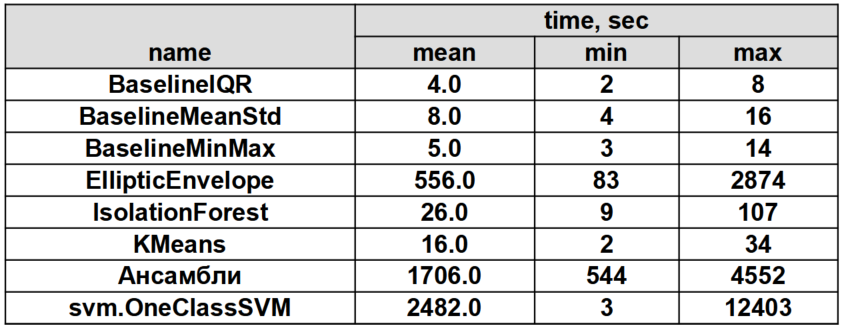 name time, sec
mean min max
BaselineIQR 4.0 2 8
BaselineMeanStd 8.0 4 16
BaselineMinMax 5.0 3 14
EllipticEnvelope 556.0 83 2874
IsolationForest 26.0 9 107
KMeans 16.0 2 34
Ансамбли 1706.0 544 4552
svm.OneClassSVM 2482.0 3 12403